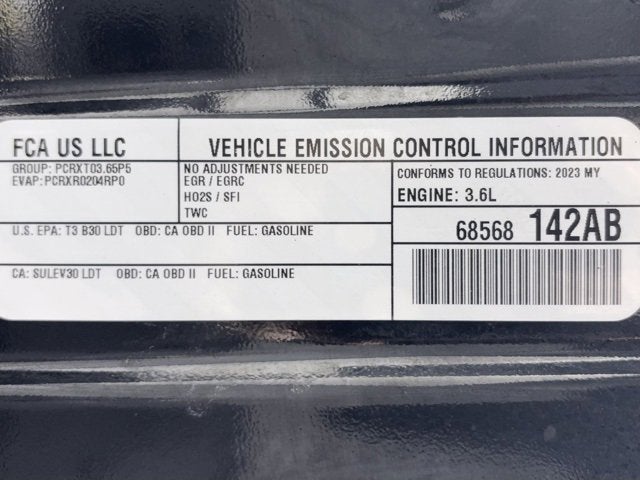 FCA US LLC
VEHICLE EMISSION CONTROL INFORMATION
GROUP: PCRXT03.65P5
EVAP: PCRXR0204RP0
NO ADJUSTMENTS NEEDED
EGR / EGRC
HO2S / SFI
TWC
CONFORMS TO REGULATIONS: 2023 MY
ENGINE: 3.6L
U.S. EPA: T3 B30 LDT OBD: CA OBD II FUEL: GASOLINE
68568 142AB
CA: SULEV30 LDT OBD: CA OBD II FUEL: GASOLINE